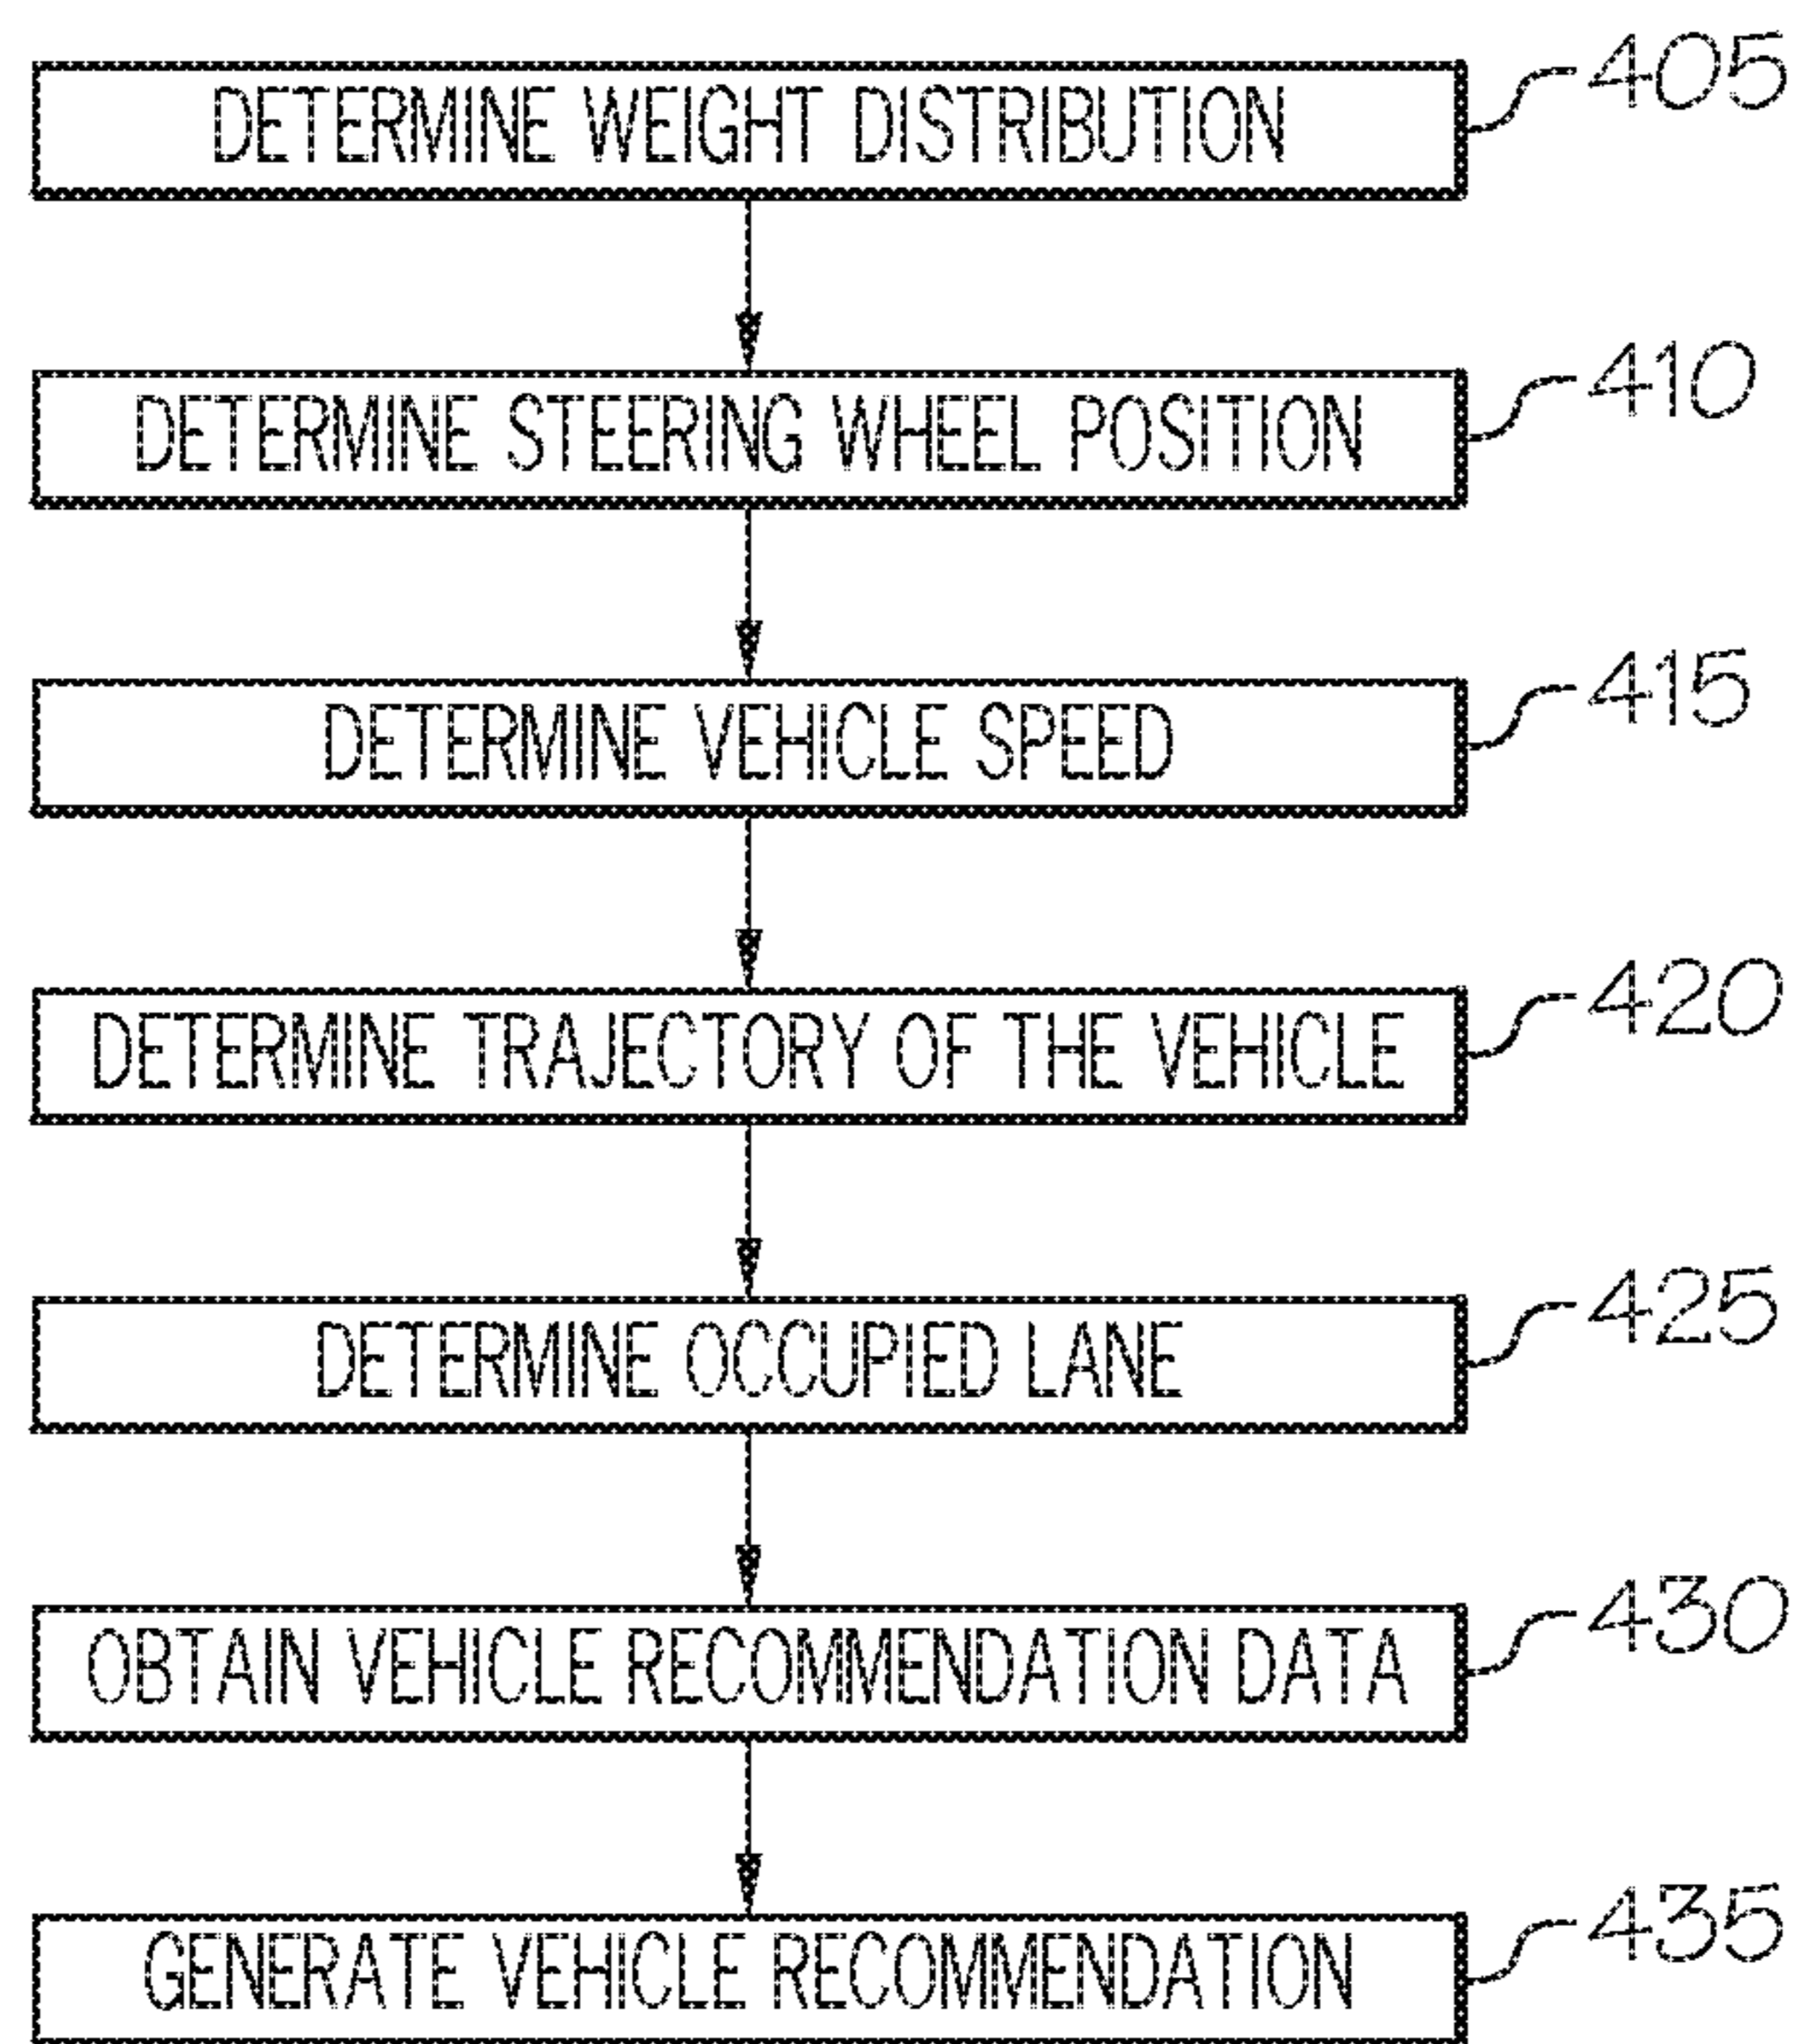 DETERMINE WEIGHT DISTRIBUTION 405
DETERMINE STEERING WHEEL POSITION 410
DETERMINE VEHICLE SPEED 415
DETERMINE TRAJECTORY OF THE VEHICLE 420
DETERMINE OCCUPIED LANE 425
OBTAIN VEHICLE RECOMMENDATION DATA 430
GENERATE VEHICLE RECOMMENDATION 435